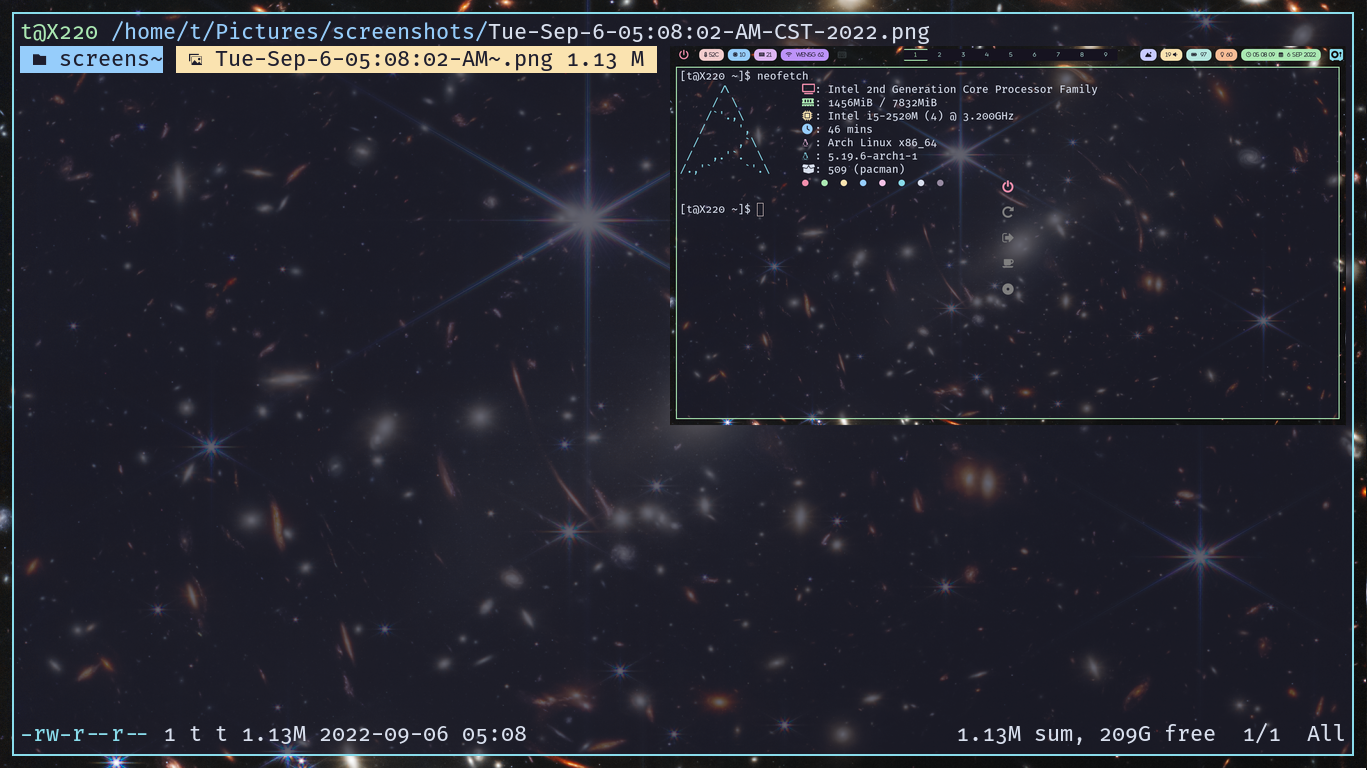 t@X220 /home/t/Pictures/screenshots/Tue-Sep-6-05:08:02-AM-CST-2022.png
screens~ Tue-Sep-6-05:08:02-AM~.png 1.13 M
52C 10 21 WENSG 62 1 2 3 4 5 6 7 8 9 19 97 60 05 08 09 6 SEP 2022
[t@X220 ~]$ neofetch
: Intel 2nd Generation Core Processor Family
: 1456MiB / 7832MiB
: Intel i5-2520M (4) @ 3.200GHz
: 46 mins
: Arch Linux x86_64
: 5.19.6-arch1-1
: 509 (pacman)
[t@X220 ~]$
-rw-r--r-- 1 t t 1.13M 2022-09-06 05:08 1.13M sum, 209G free 1/1 All